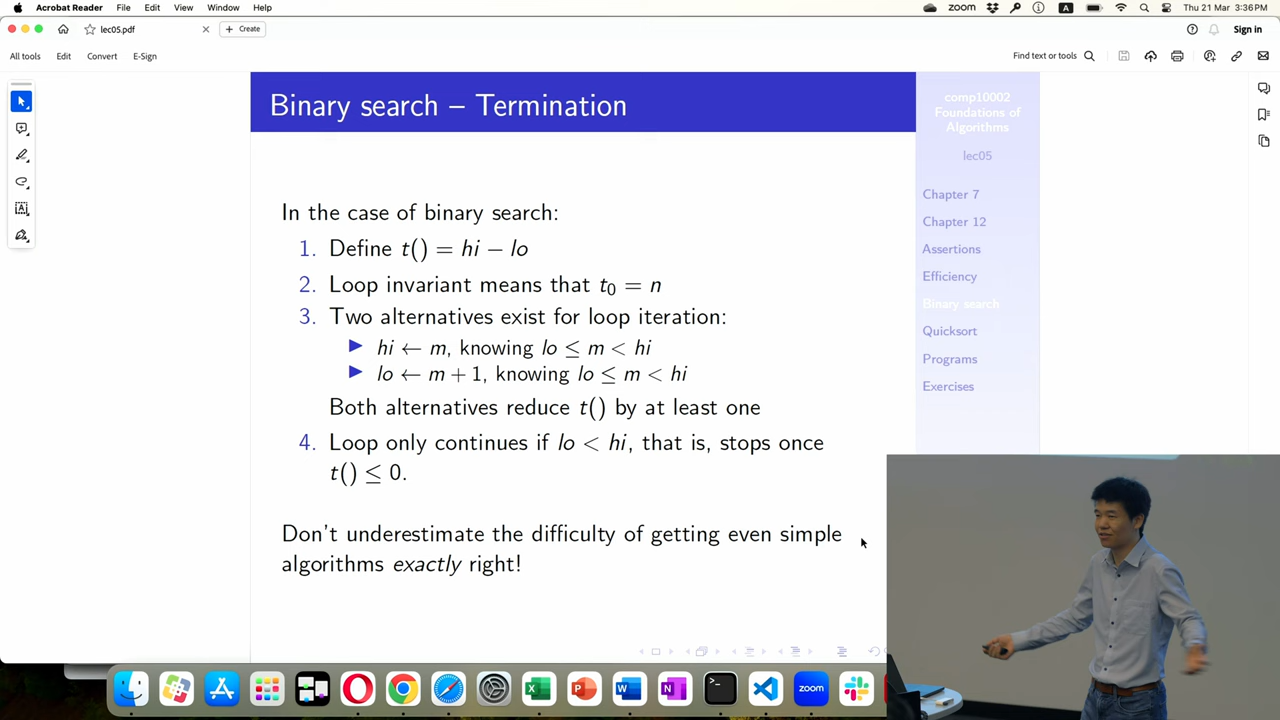 Acrobat Reader File Edit View Window Help
zoom A Thu 21 Mar 3:36 PM
lec05.pdf
+ Create
Sign in
All tools Edit Convert E-Sign
Find text or tools
Binary search – Termination
In the case of binary search:
1. Define t() = hi − lo
2. Loop invariant means that t₀ = n
3. Two alternatives exist for loop iteration:
▶ hi ← m, knowing lo ≤ m < hi
▶ lo ← m + 1, knowing lo ≤ m < hi
Both alternatives reduce t() by at least one
4. Loop only continues if lo < hi, that is, stops once
t() ≤ 0.
Don't underestimate the difficulty of getting even simple
algorithms exactly right!
comp10002
Foundations of
Algorithms
lec05
Chapter 7
Chapter 12
Assertions
Efficiency
Binary search
Quicksort
Programs
Exercises
zoom